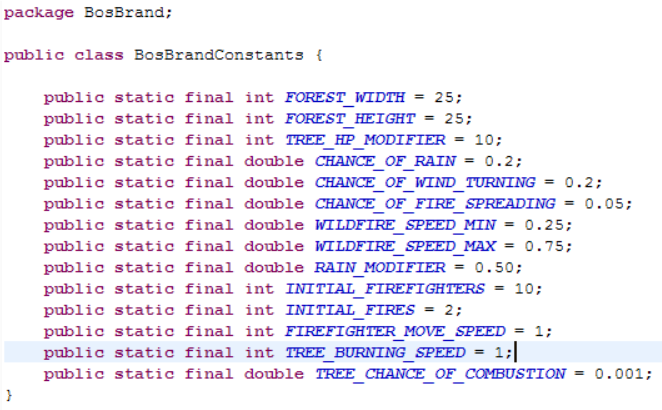 package BosBrand;
public class BosBrandConstants {
public static final int FOREST_WIDTH = 25;
public static final int FOREST_HEIGHT = 25;
public static final int TREE_HP_MODIFIER = 10;
public static final double CHANCE_OF_RAIN = 0.2;
public static final double CHANCE_OF_WIND_TURNING = 0.2;
public static final double CHANCE_OF_FIRE_SPREADING = 0.05;
public static final double WILDFIRE_SPEED_MIN = 0.25;
public static final double WILDFIRE_SPEED_MAX = 0.75;
public static final double RAIN_MODIFIER = 0.50;
public static final int INITIAL_FIREFIGHTERS = 10;
public static final int INITIAL_FIRES = 2;
public static final int FIREFIGHTER_MOVE_SPEED = 1;
public static final int TREE_BURNING_SPEED = 1;
public static final double TREE_CHANCE_OF_COMBUSTION = 0.001;
}